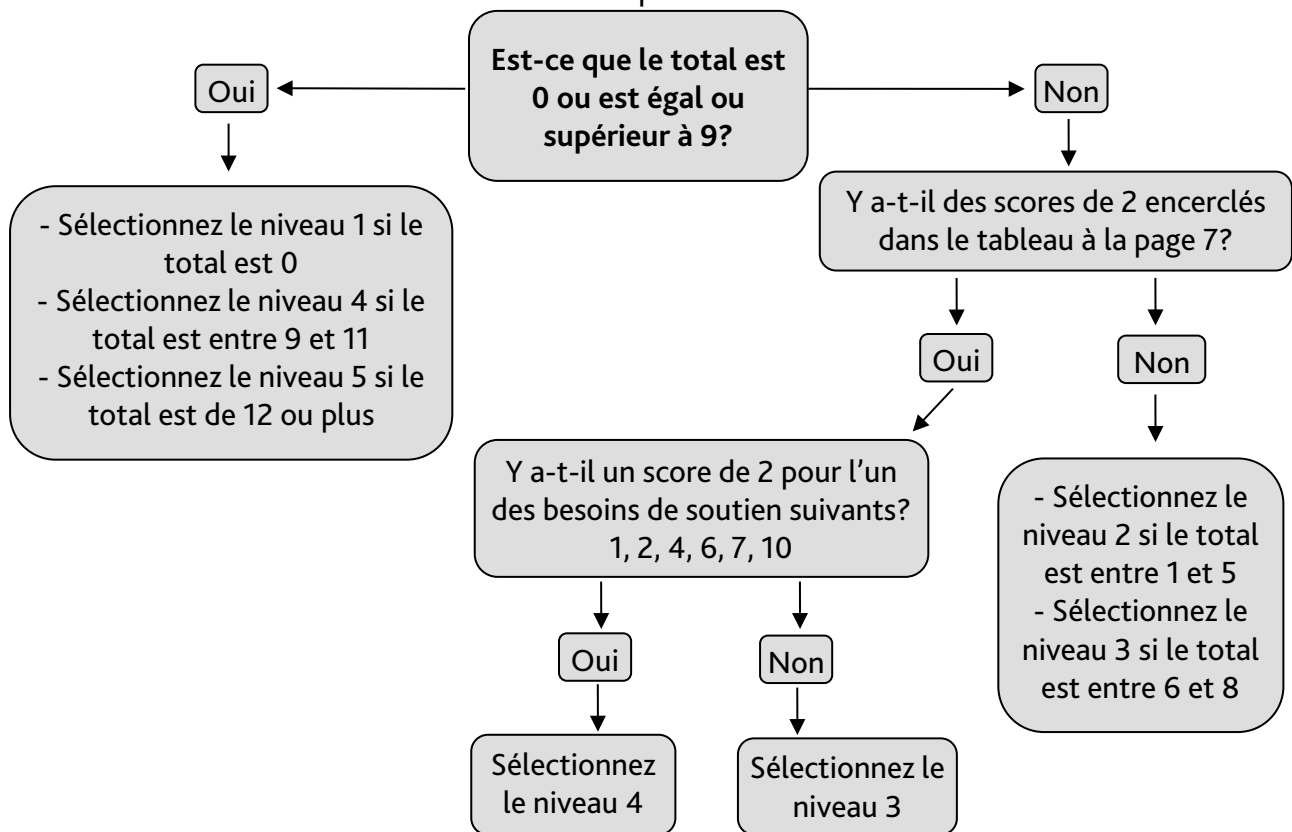 Est-ce que le total est
0 ou est égal ou
supérieur à 9?
Oui
Non
- Sélectionnez le niveau 1 si le
total est 0
- Sélectionnez le niveau 4 si le
total est entre 9 et 11
- Sélectionnez le niveau 5 si le
total est de 12 ou plus
Y a-t-il des scores de 2 encerclés
dans le tableau à la page 7?
Oui
Non
Y a-t-il un score de 2 pour l'un
des besoins de soutien suivants?
1, 2, 4, 6, 7, 10
- Sélectionnez le
niveau 2 si le total
est entre 1 et 5
- Sélectionnez le
niveau 3 si le total
est entre 6 et 8
Oui
Non
Sélectionnez
le niveau 4
Sélectionnez le
niveau 3